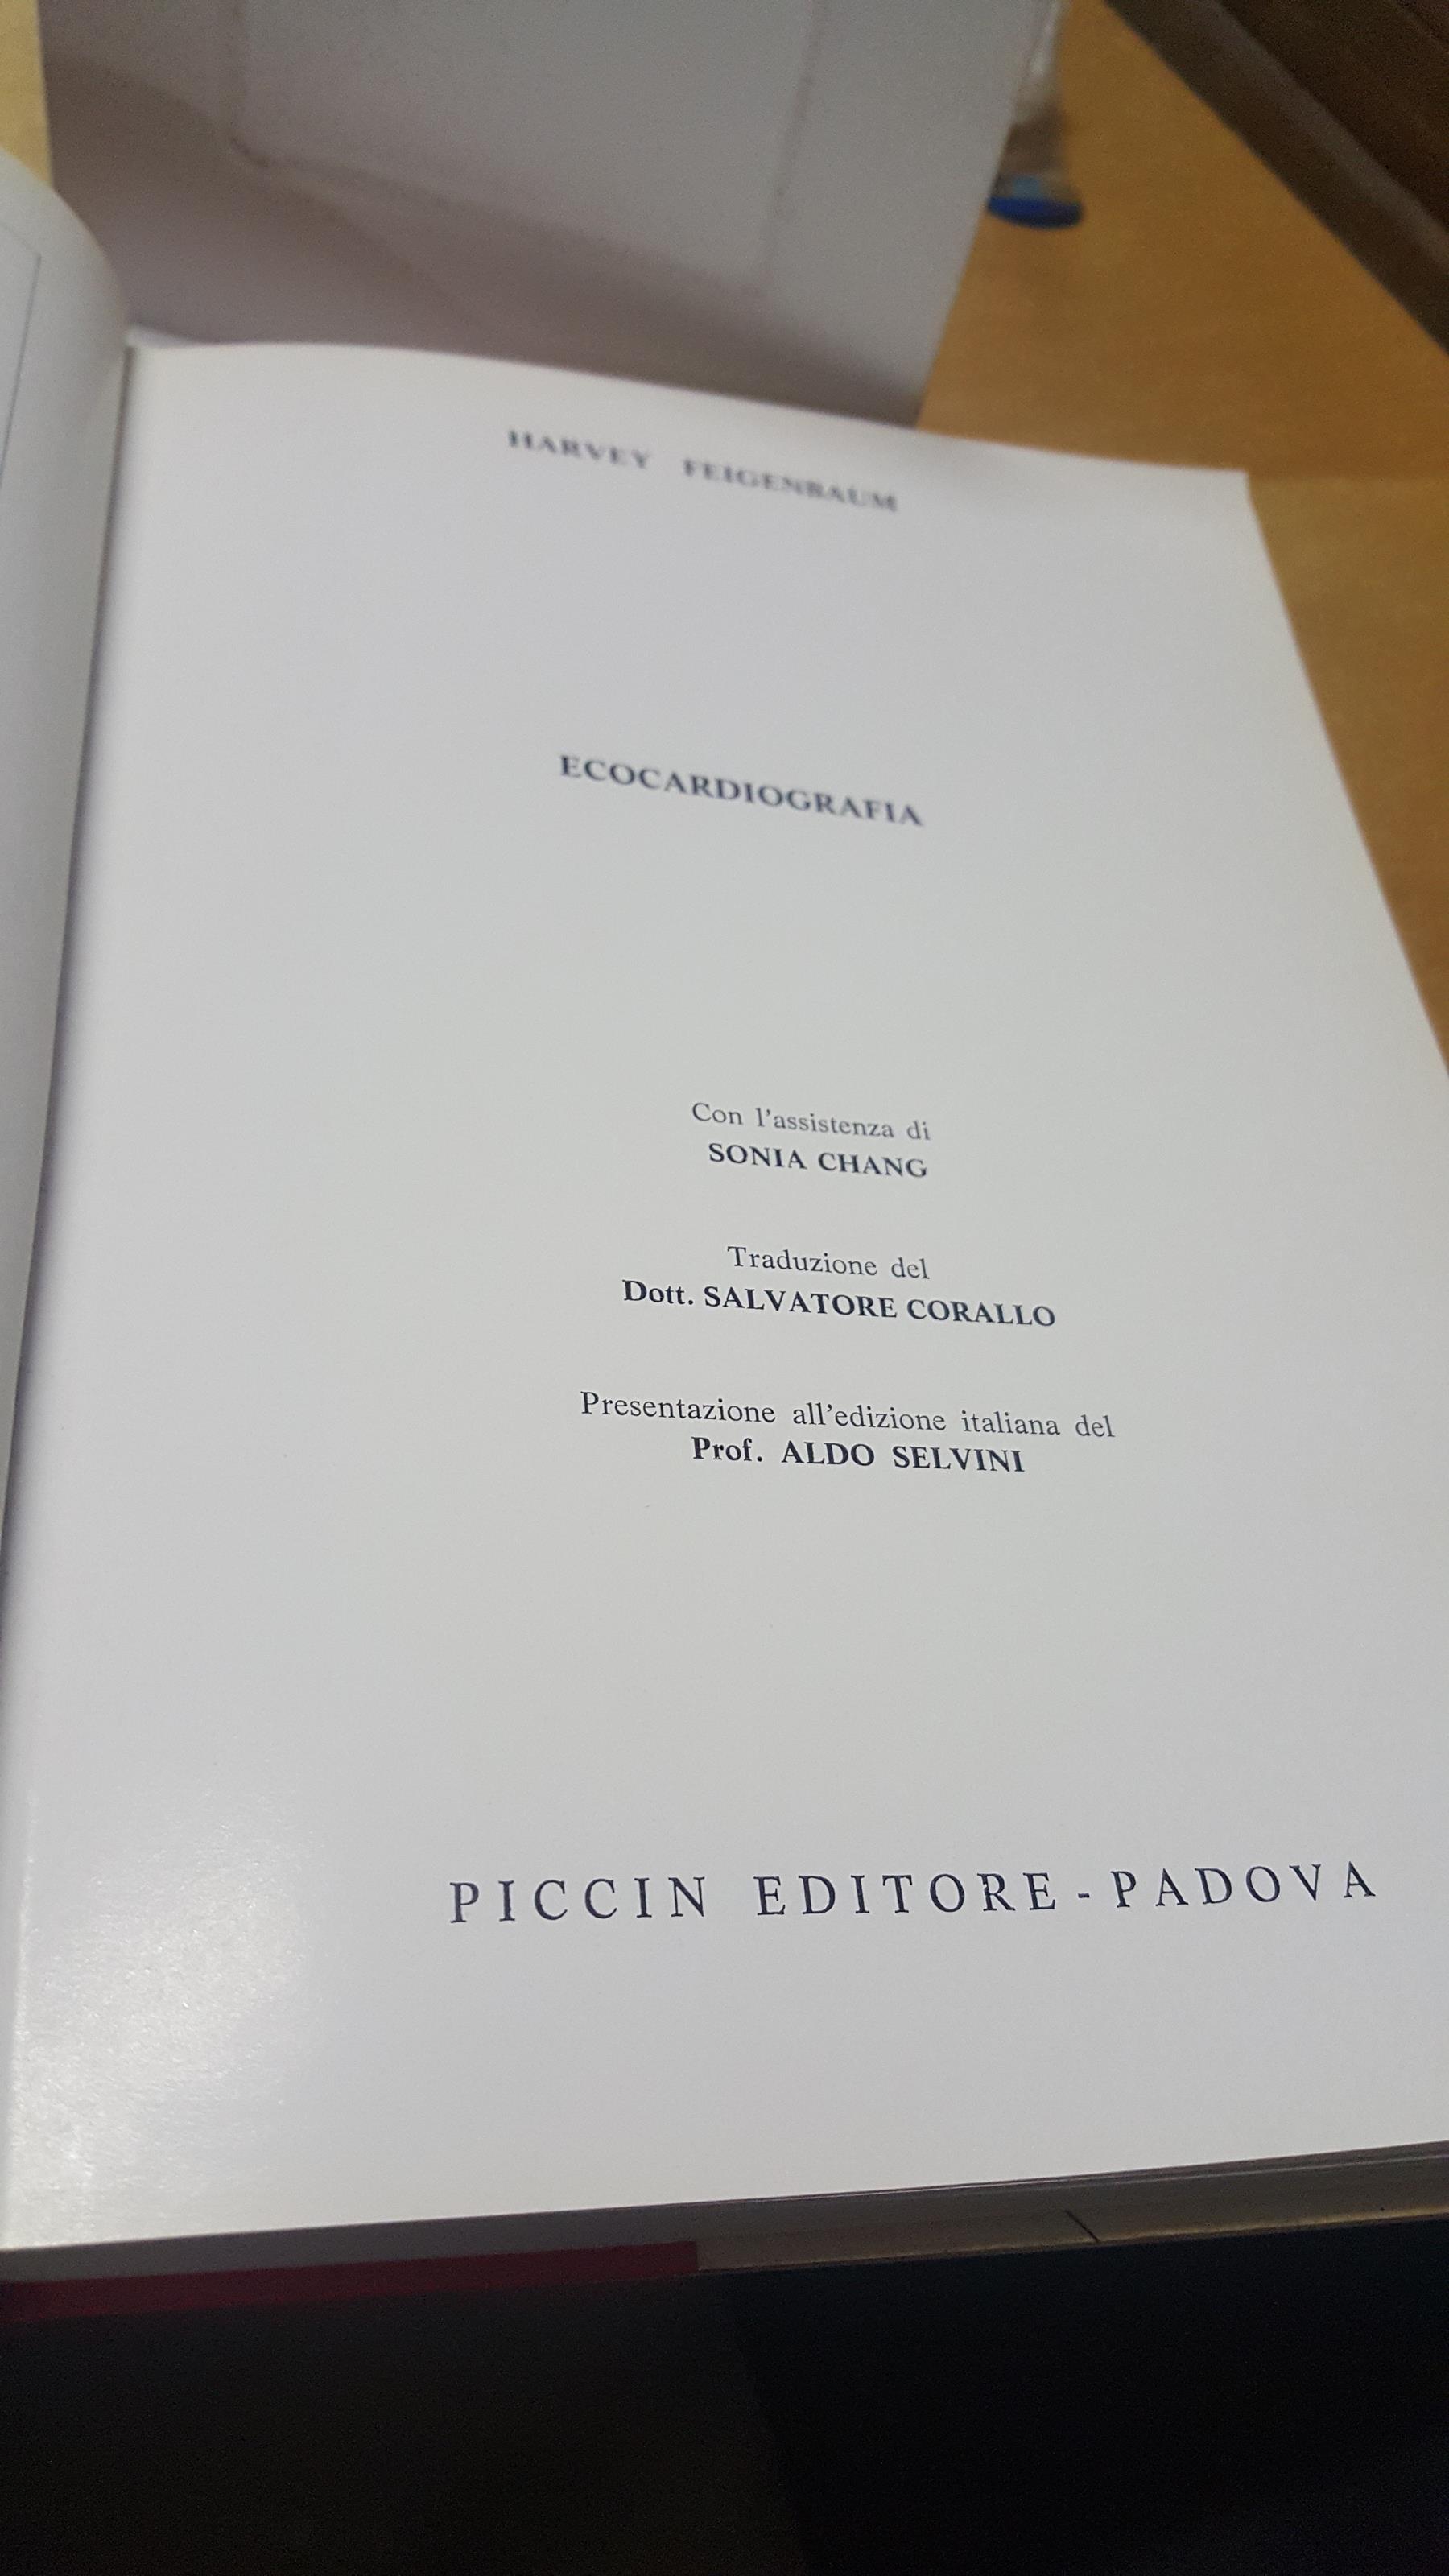 HARVEY FEIGENBAUM
ECOCARDIOGRAFIA
Con l'assistenza di
SONIA CHANG
Traduzione del
Dott. SALVATORE CORALLO
Presentazione all'edizione italiana del
Prof. ALDO SELVINI
PICCIN EDITORE - PADOVA